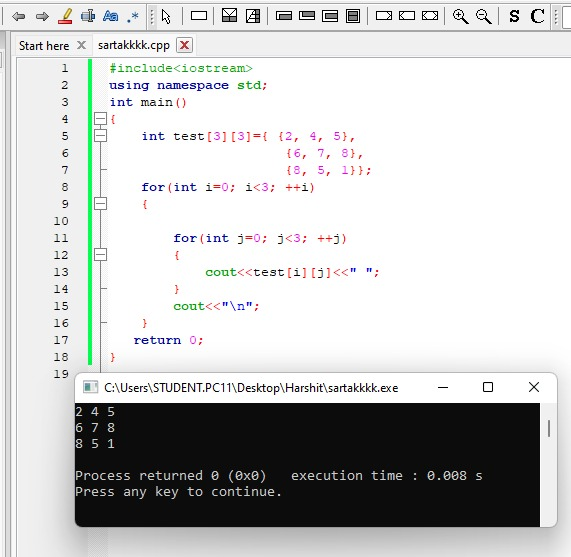 Aa .* S C
Start here X sartakkkk.cpp X
1 #include<iostream>
2 using namespace std;
3 int main()
4 {
5     int test[3][3]={ {2, 4, 5},
6                       {6, 7, 8},
7                       {8, 5, 1}};
8     for(int i=0; i<3; ++i)
9     {
10
11         for(int j=0; j<3; ++j)
12         {
13             cout<<test[i][j]<<" ";
14         }
15         cout<<"\n";
16     }
17    return 0;
18 }
19
C:\Users\STUDENT.PC11\Desktop\Harshit\sartakkkk.exe
2 4 5
6 7 8
8 5 1
Process returned 0 (0x0)   execution time : 0.008 s
Press any key to continue.